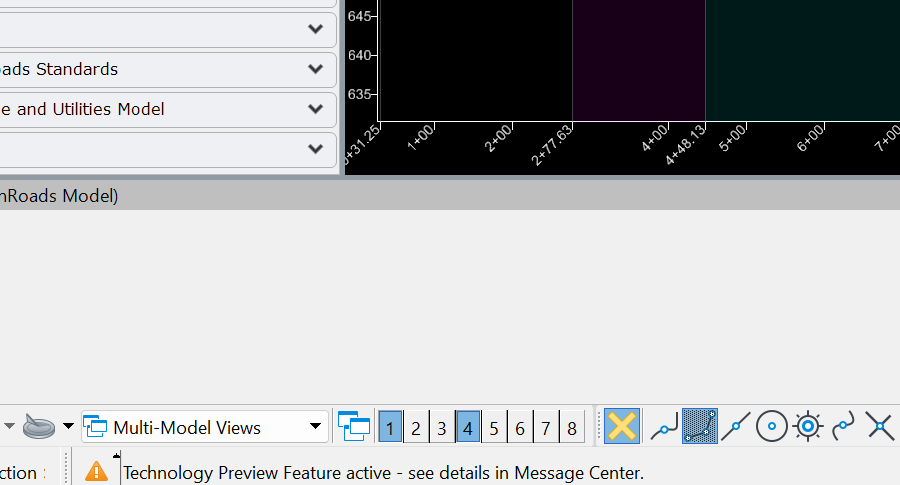 645
640
635
ads Standards
e and Utilities Model
+31.25
1+00
2+00
2+77.63
4+00
4+48.13
5+00
6+00
7+00
nRoads Model)
Multi-Model Views
1 2 3 4 5 6 7 8
ction :
Technology Preview Feature active - see details in Message Center.